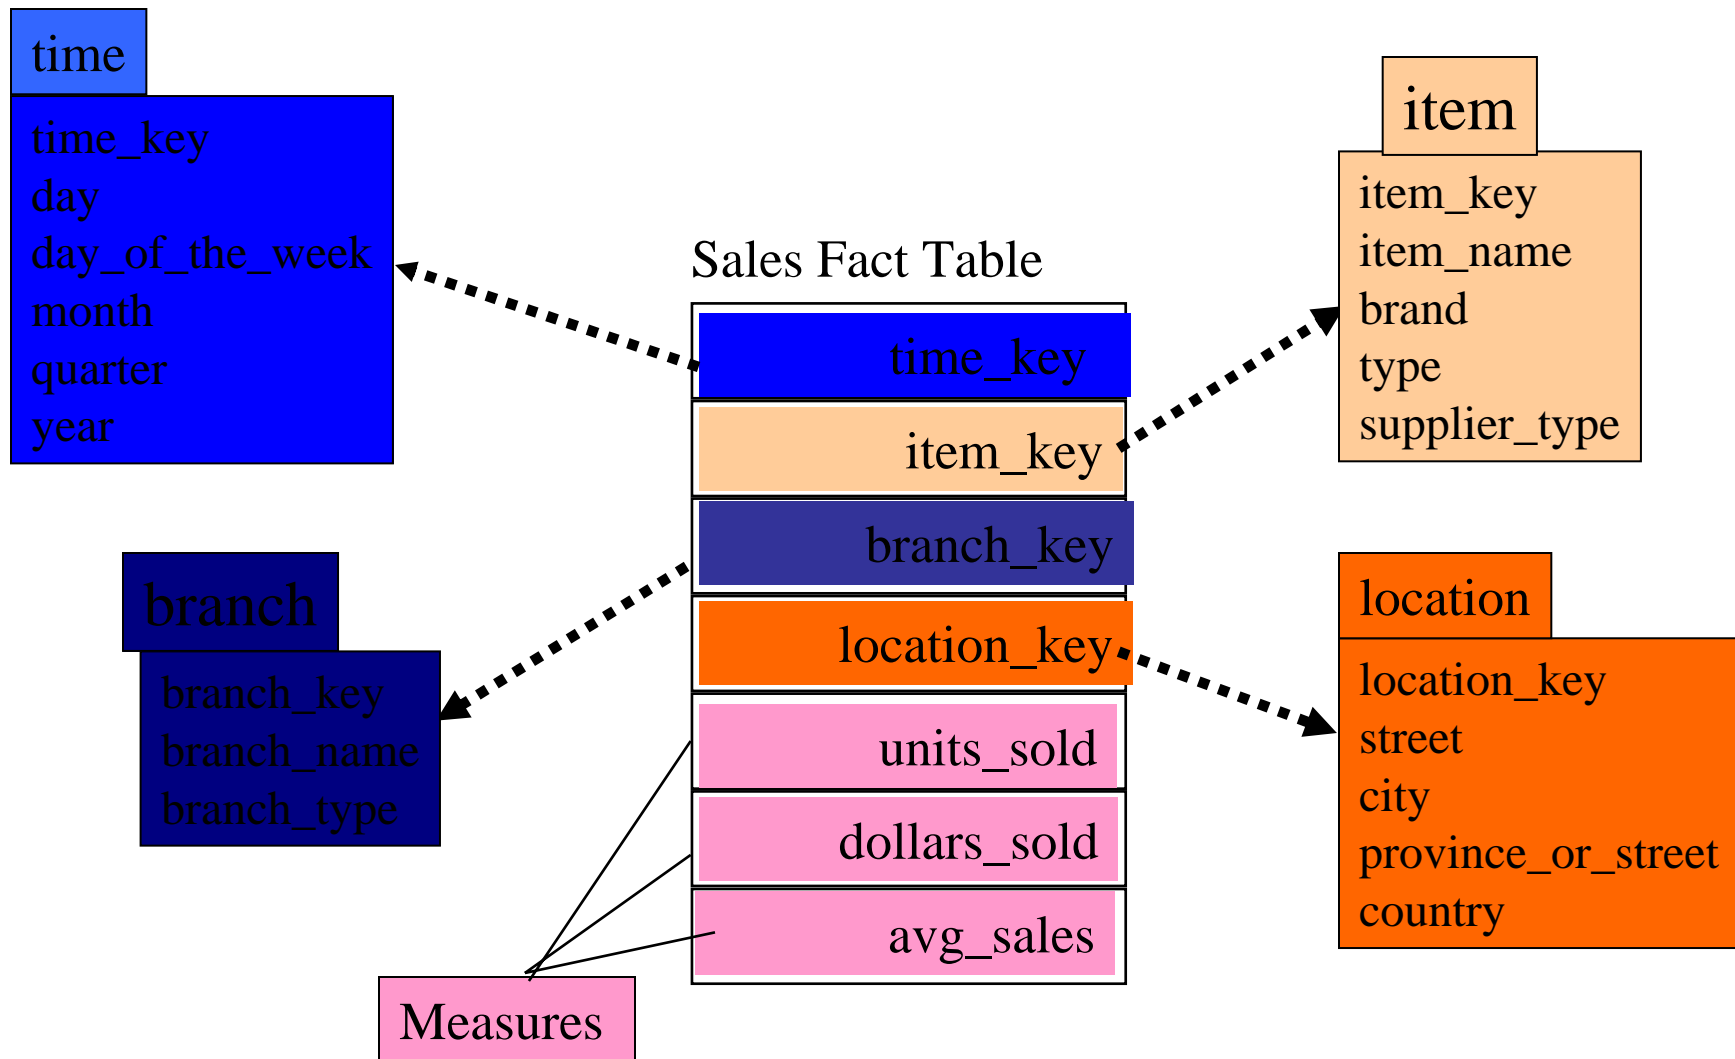 time
time_key
day
day_of_the_week
month
quarter
year
item
item_key
item_name
brand
type
supplier_type
Sales Fact Table
time_key
item_key
branch_key
location_key
units_sold
dollars_sold
avg_sales
branch
branch_key
branch_name
branch_type
location
location_key
street
city
province_or_street
country
Measures